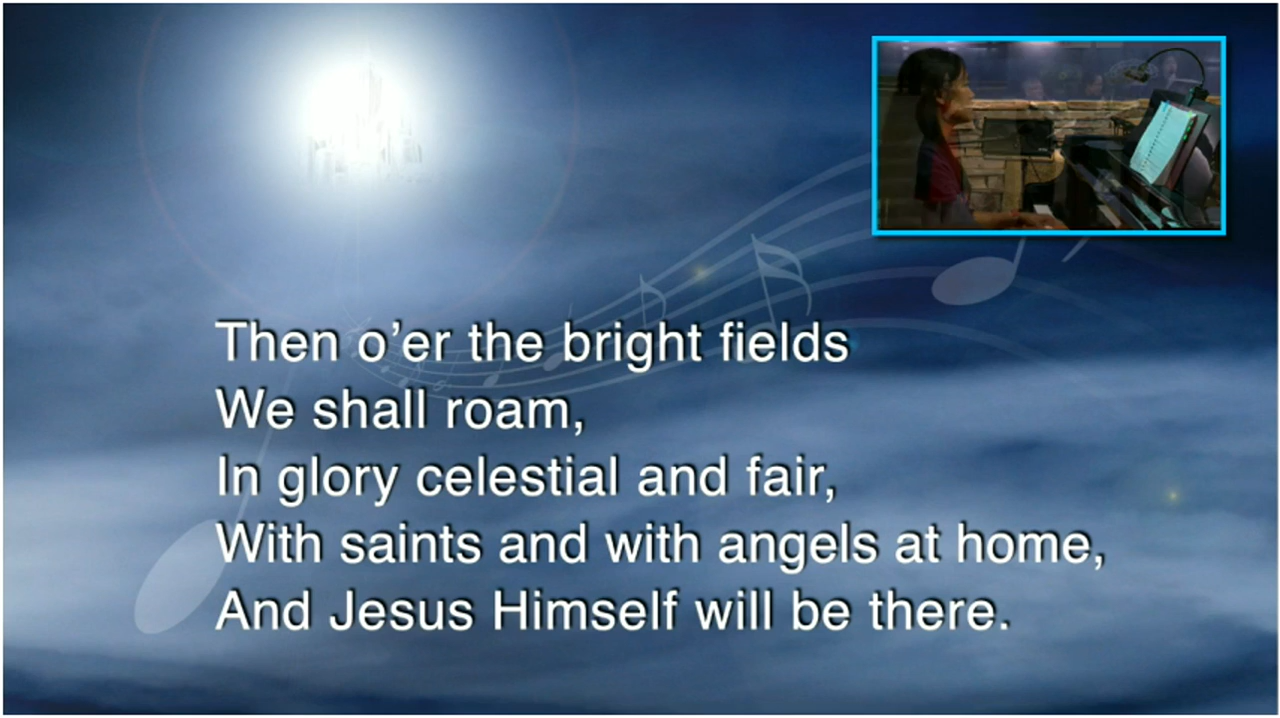 Then o’er the bright fields
We shall roam,
In glory celestial and fair,
With saints and with angels at home,
And Jesus Himself will be there.